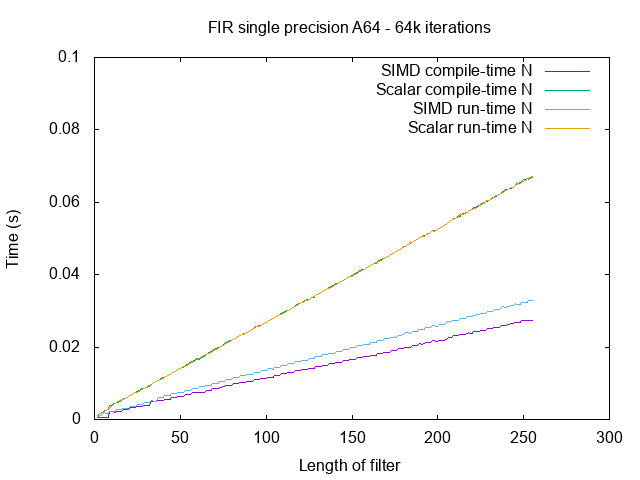 FIR single precision A64 - 64k iterations
0.1
SIMD compile-time N
Scalar compile-time N
SIMD run-time N
Scalar run-time N
0.08
0.06
Time (s)
0.04
0.02
0
0 50 100 150 200 250 300
Length of filter